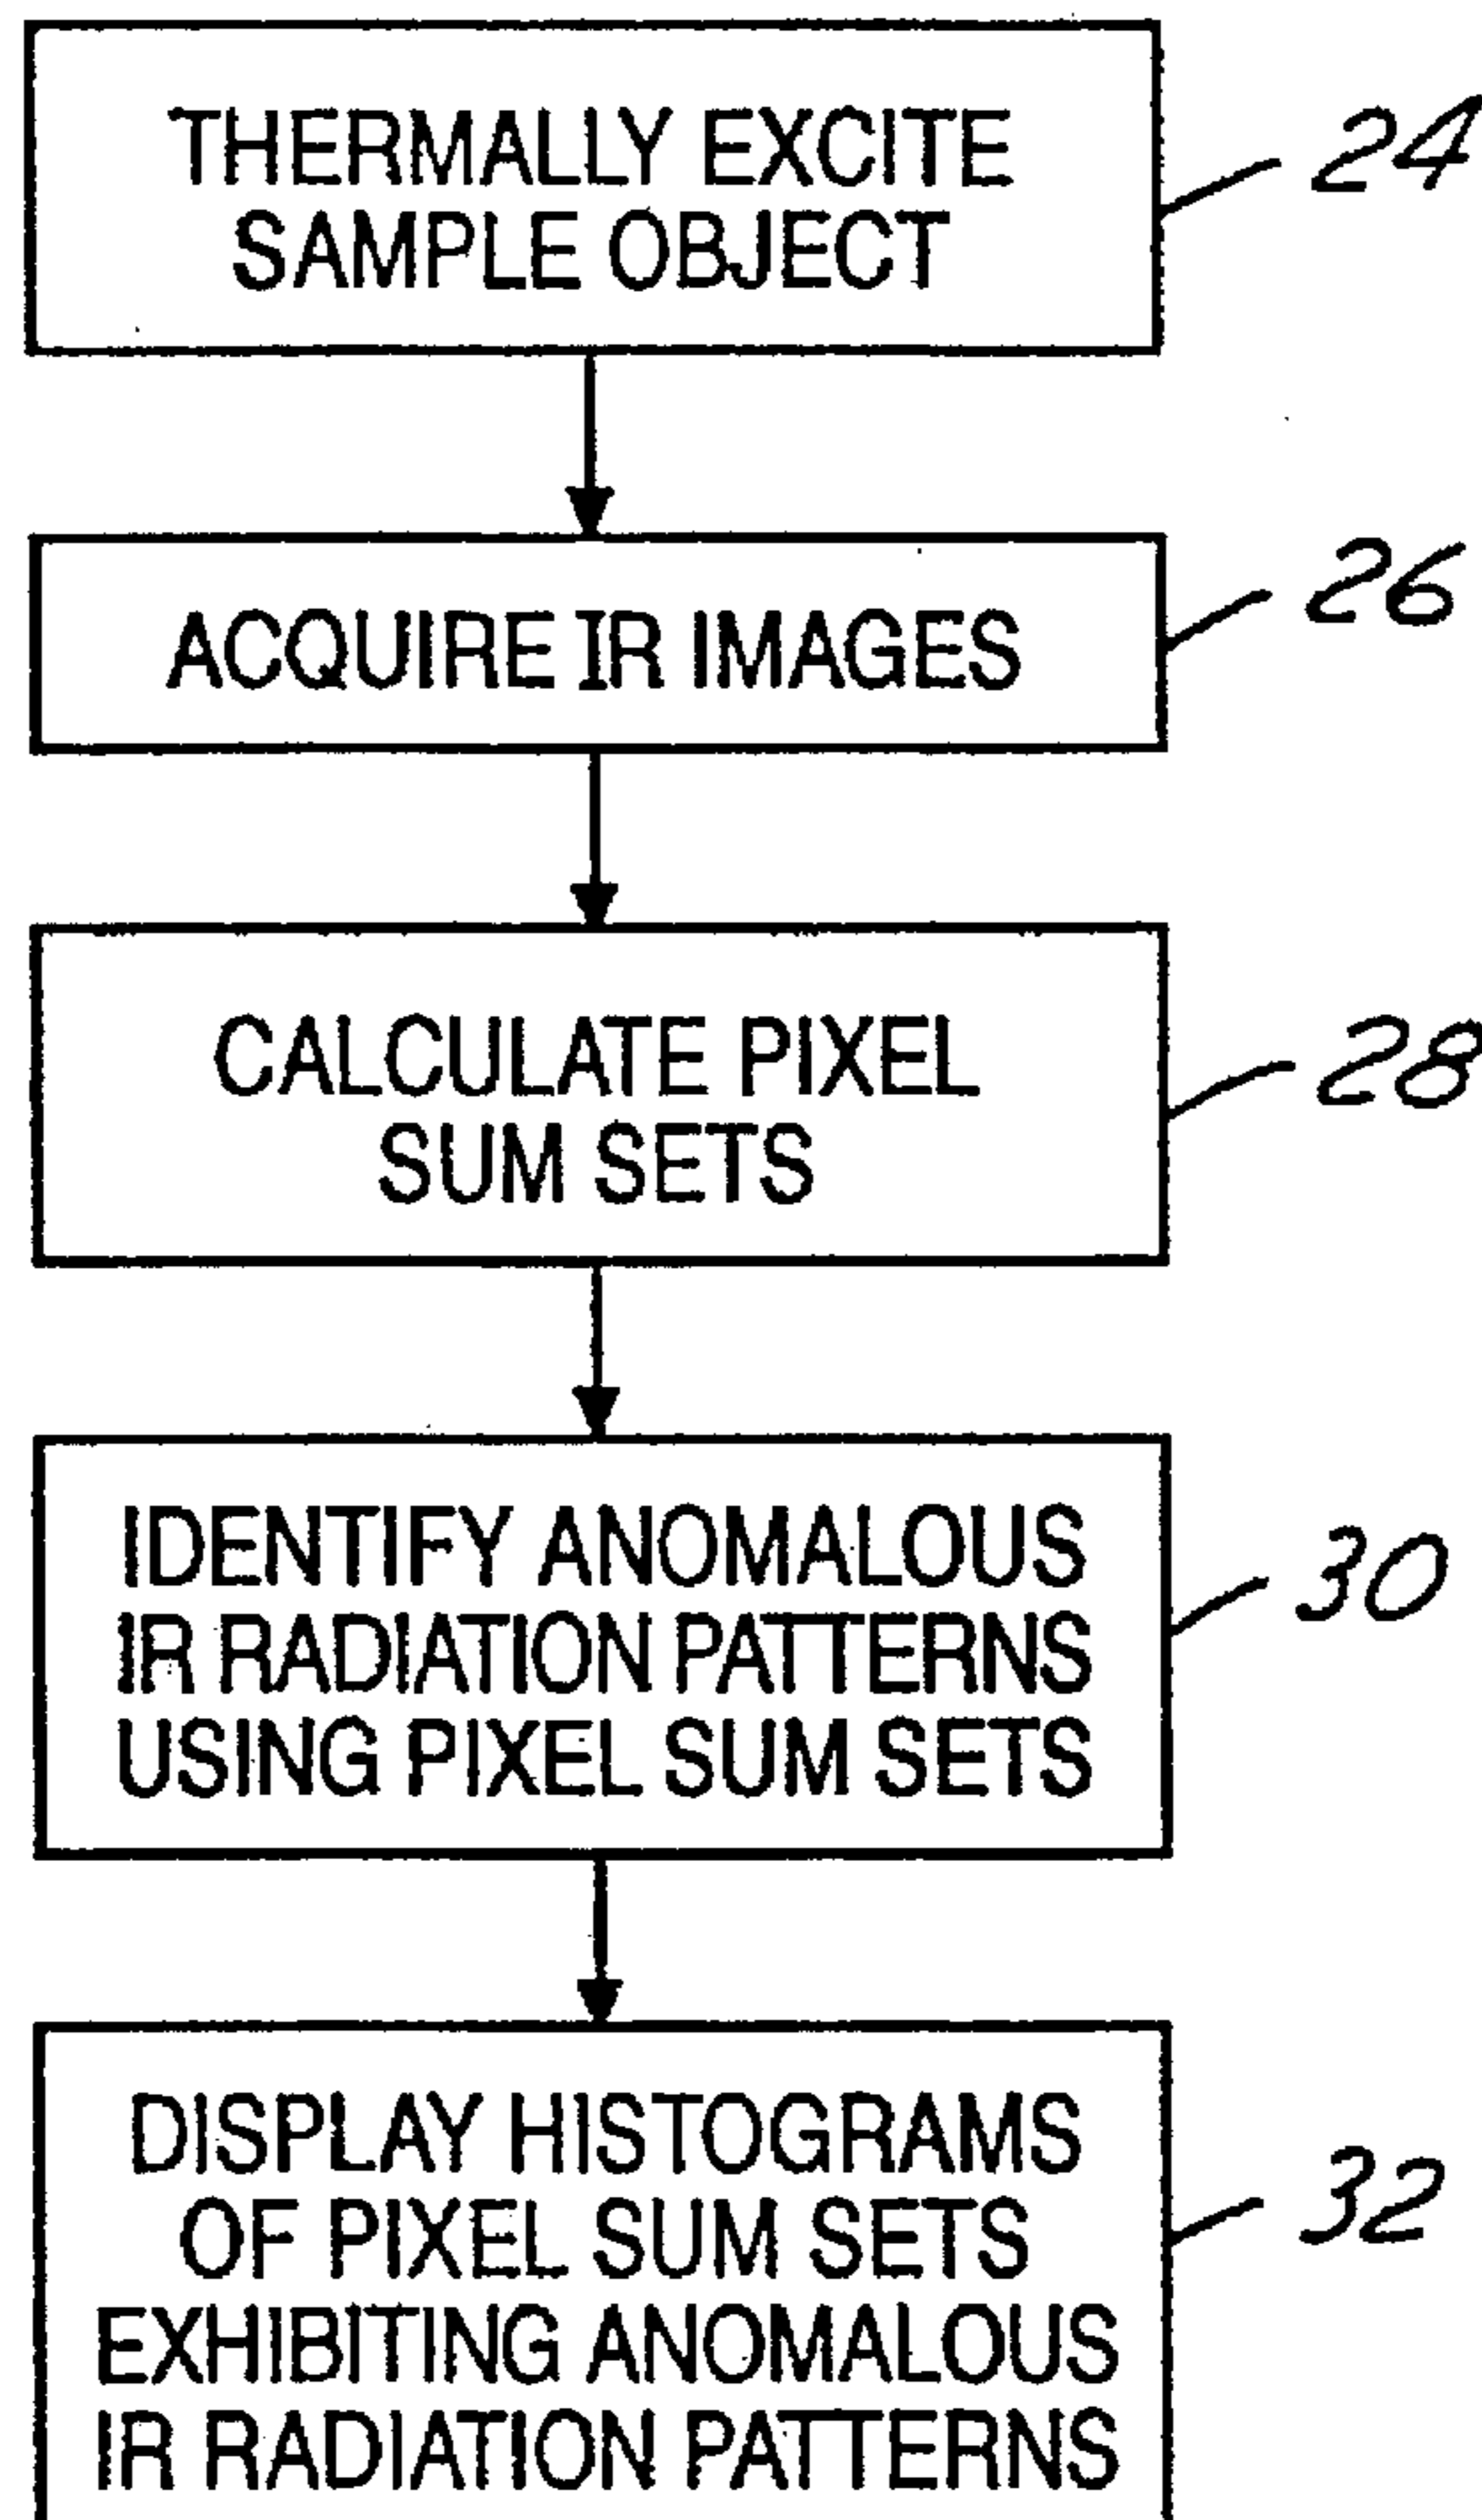 THERMALLY EXCITE
SAMPLE OBJECT
24
ACQUIRE IR IMAGES
26
CALCULATE PIXEL
SUM SETS
28
IDENTIFY ANOMALOUS
IR RADIATION PATTERNS
USING PIXEL SUM SETS
30
DISPLAY HISTOGRAMS
OF PIXEL SUM SETS
EXHIBITING ANOMALOUS
IR RADIATION PATTERNS
32